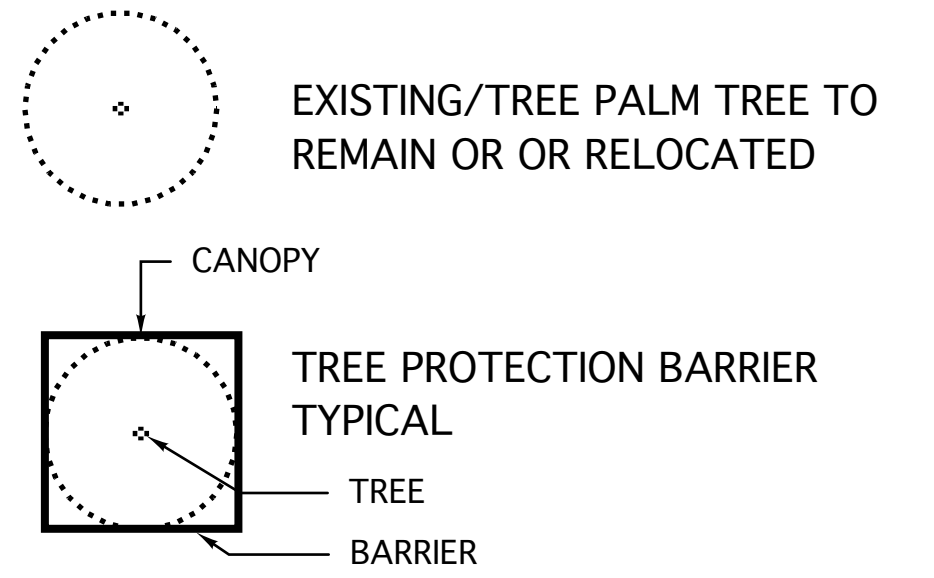 EXISTING/TREE PALM TREE TO
REMAIN OR OR RELOCATED
CANOPY
TREE PROTECTION BARRIER
TYPICAL
TREE
BARRIER